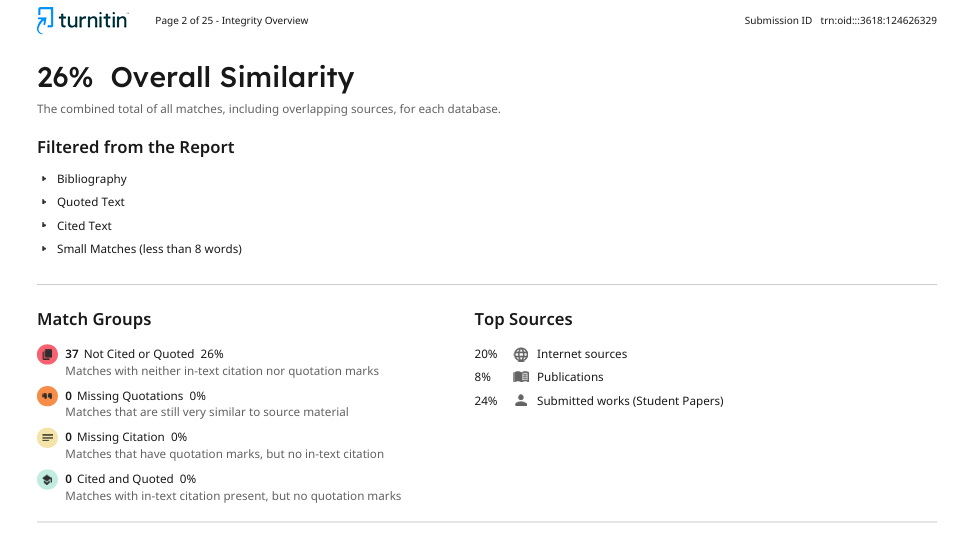 turnitin Page 2 of 25 - Integrity Overview Submission ID trn:oid:::3618:124626329
26% Overall Similarity
The combined total of all matches, including overlapping sources, for each database.
Filtered from the Report
Bibliography
Quoted Text
Cited Text
Small Matches (less than 8 words)
Match Groups
37 Not Cited or Quoted 26%
Matches with neither in-text citation nor quotation marks
0 Missing Quotations 0%
Matches that are still very similar to source material
0 Missing Citation 0%
Matches that have quotation marks, but no in-text citation
0 Cited and Quoted 0%
Matches with in-text citation present, but no quotation marks
Top Sources
20% Internet sources
8% Publications
24% Submitted works (Student Papers)